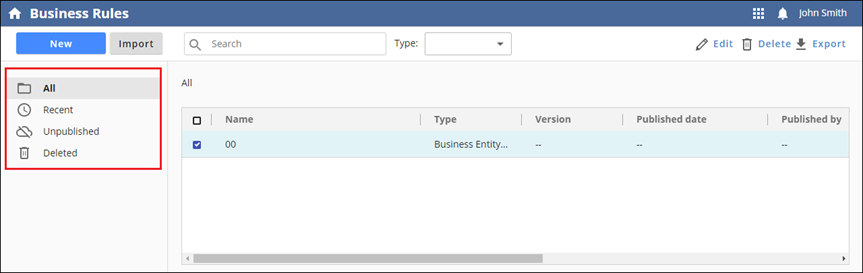 Business Rules John Smith
New Import Search Type: Edit Delete Export
All
Recent
Unpublished
Deleted
All
Name Type Version Published date Published by
00 Business Entity... -- -- --